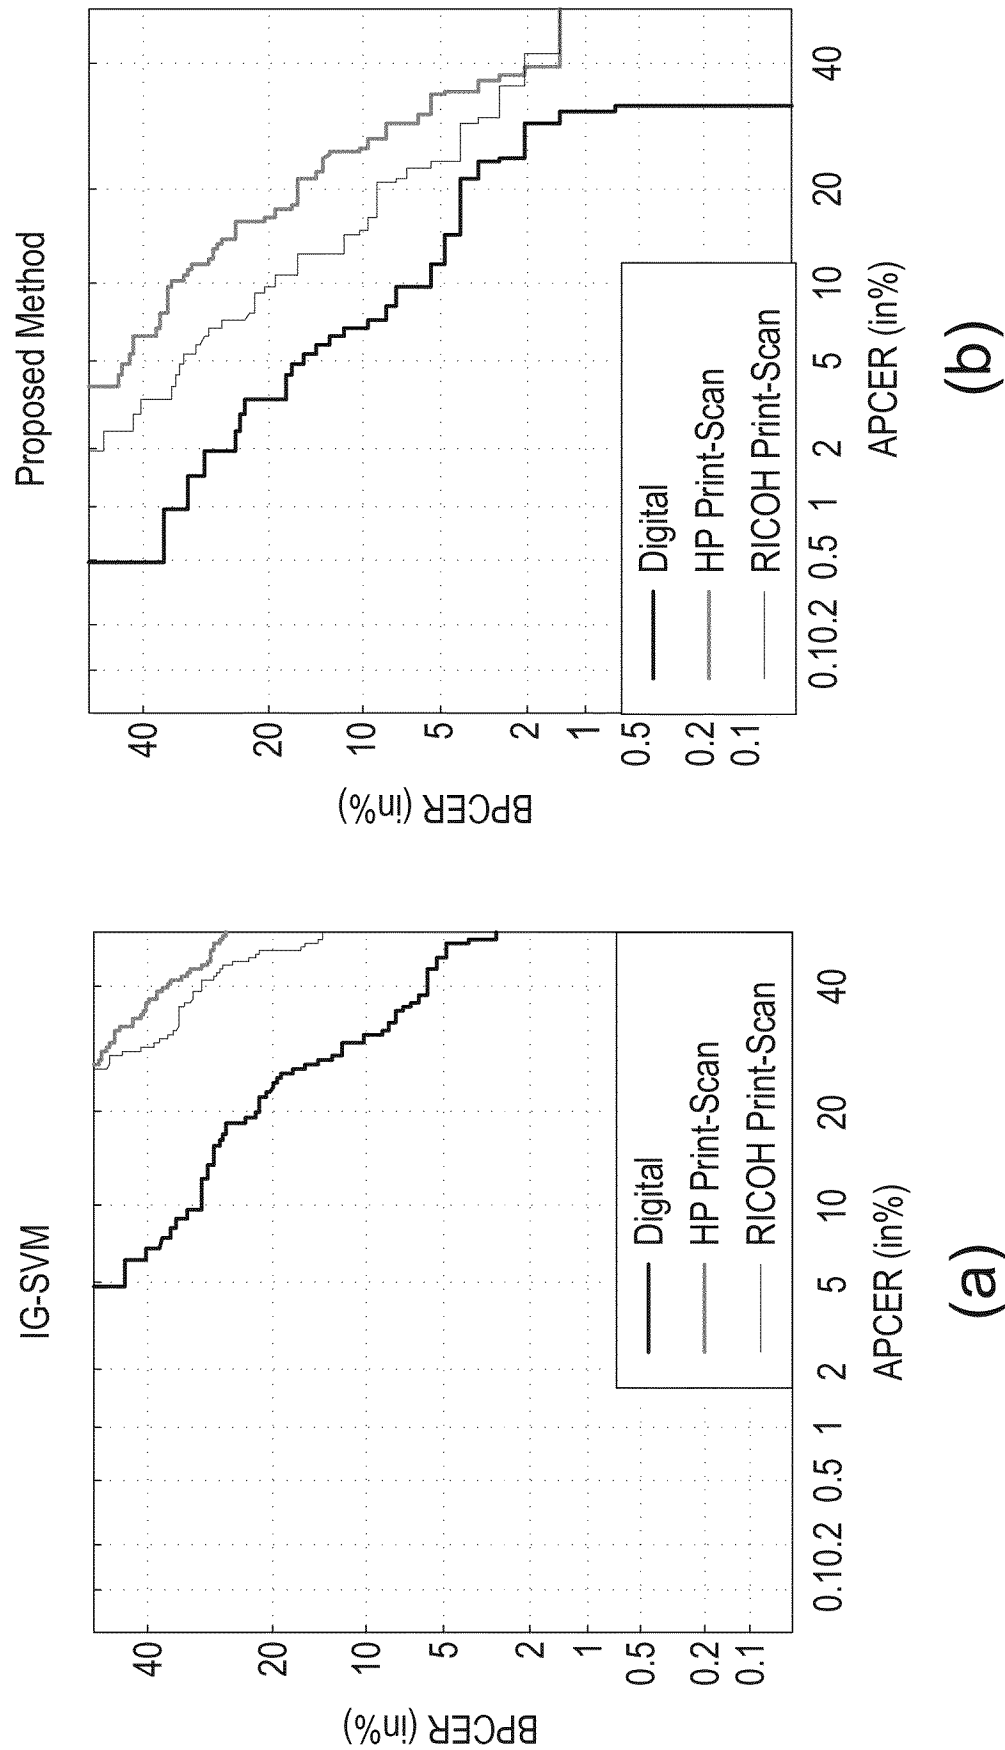 IG-SVM
BPCER (in%)
40
20
10
5
2
1
0.5
0.2
0.1
Digital
HP Print-Scan
RICOH Print-Scan
0.10.2 0.5 1 2 5 10 20 40
APCER (in%)
(a)
Proposed Method
BPCER (in%)
40
20
10
5
2
1
0.5
0.2
0.1
Digital
HP Print-Scan
RICOH Print-Scan
0.10.2 0.5 1 2 5 10 20 40
APCER (in%)
(b)